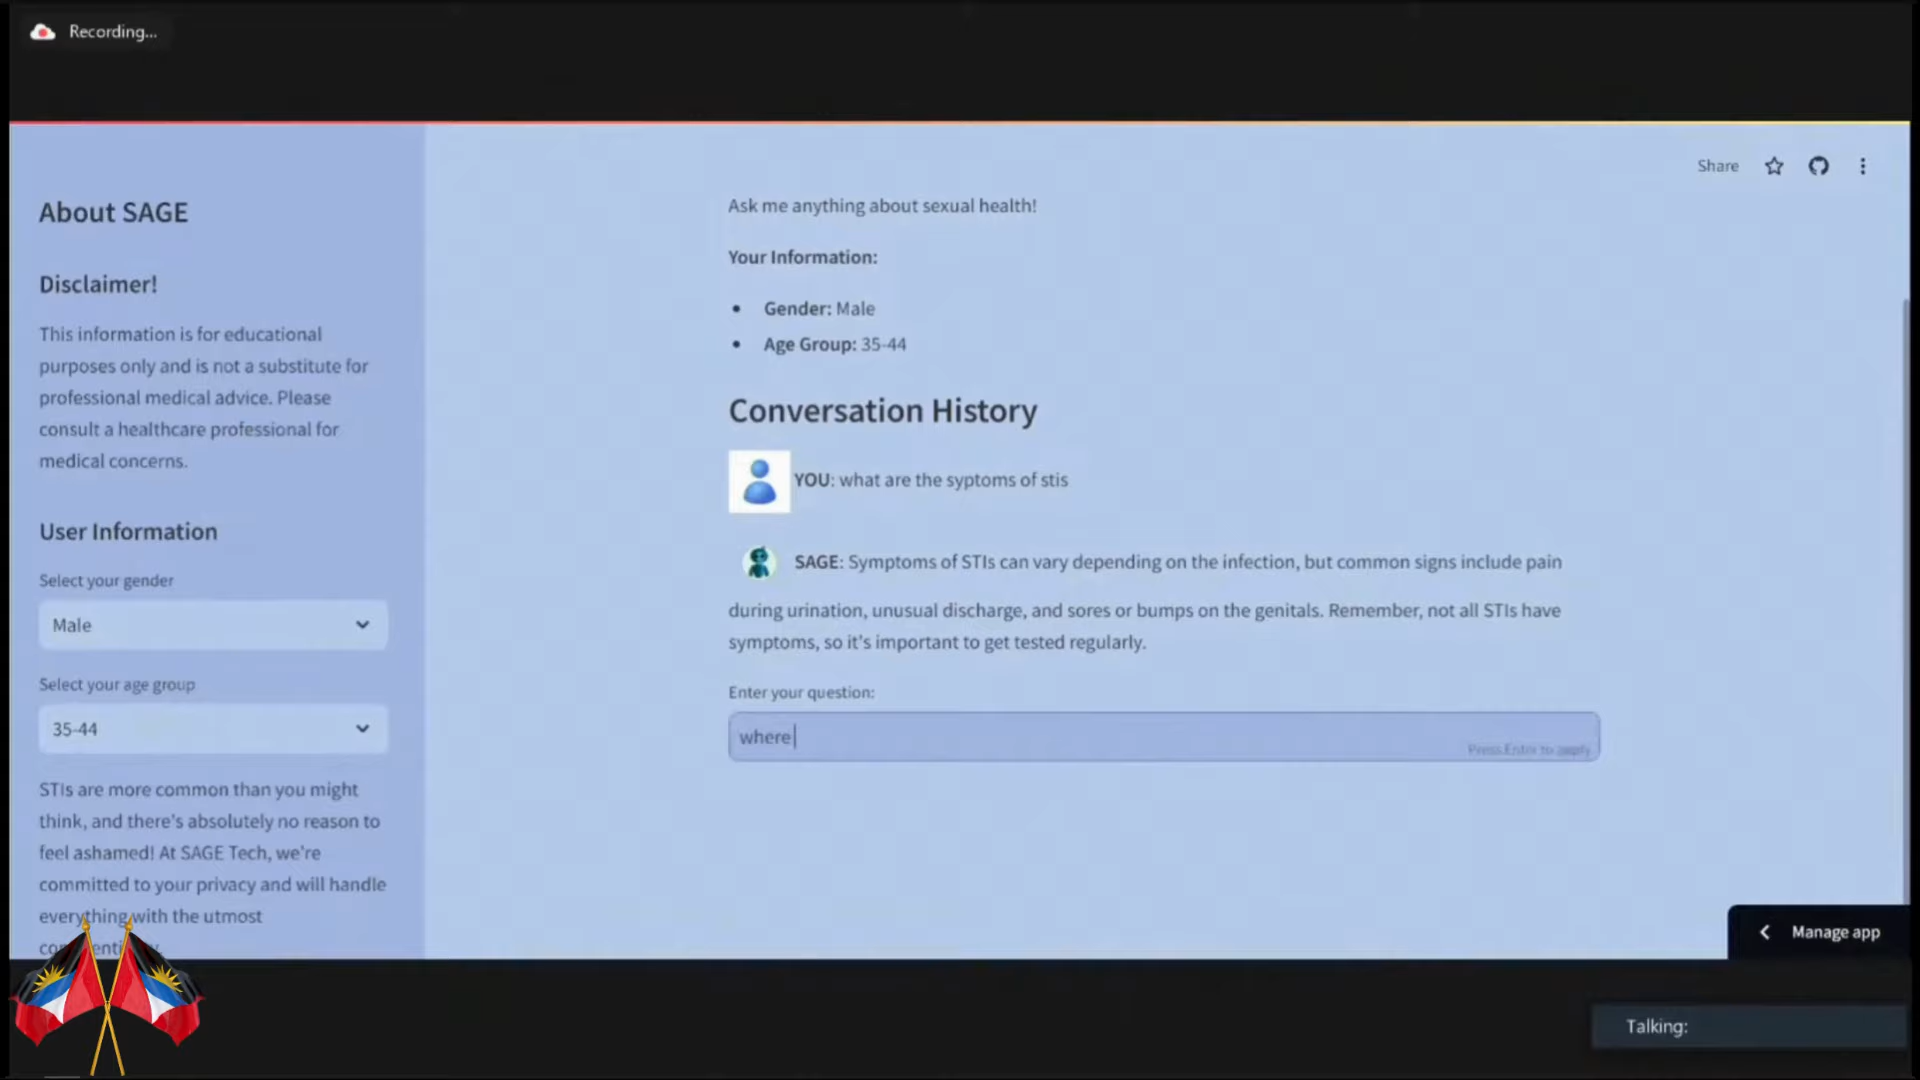 Recording...
Share
About SAGE
Disclaimer!
This information is for educational
purposes only and is not a substitute for
professional medical advice. Please
consult a healthcare professional for
medical concerns.
User Information
Select your gender
Male
Select your age group
35-44
STIs are more common than you might
think, and there's absolutely no reason to
feel ashamed! At SAGE Tech, we're
committed to your privacy and will handle
everything with the utmost
Ask me anything about sexual health!
Your Information:
• Gender: Male
• Age Group: 35-44
Conversation History
YOU: what are the syptoms of stis
SAGE: Symptoms of STIs can vary depending on the infection, but common signs include pain
during urination, unusual discharge, and sores or bumps on the genitals. Remember, not all STIs have
symptoms, so it's important to get tested regularly.
Enter your question:
where
Press Enter to apply
Manage app
Talking: